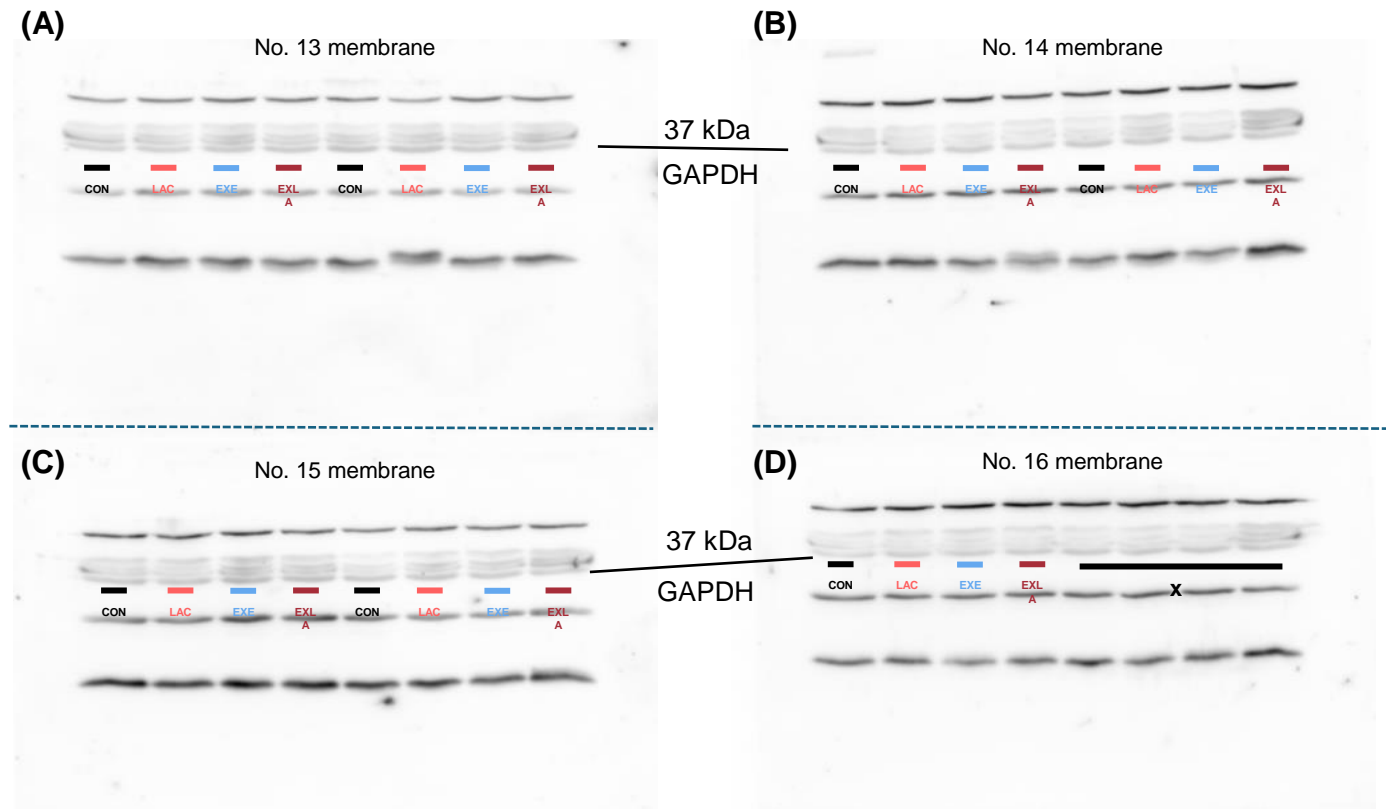 (A)
No. 13 membrane
CON LAC EXE EXL
A CON LAC EXE EXL
A
(B)
No. 14 membrane
CON LAC EXE EXL
A CON LAC EXE EXL
A
37 kDa
GAPDH
(C)
No. 15 membrane
CON LAC EXE EXL
A CON LAC EXE EXL
A
(D)
No. 16 membrane
CON LAC EXE EXL
A X
37 kDa
GAPDH